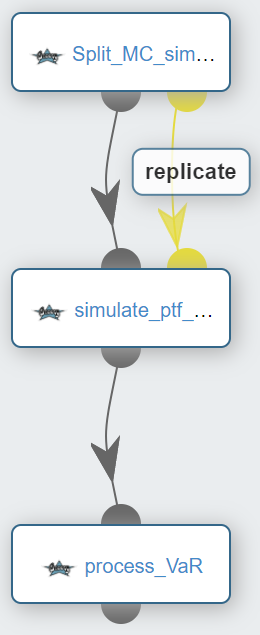 Split_MC_sim...
replicate
simulate_ptf_...
process_VaR